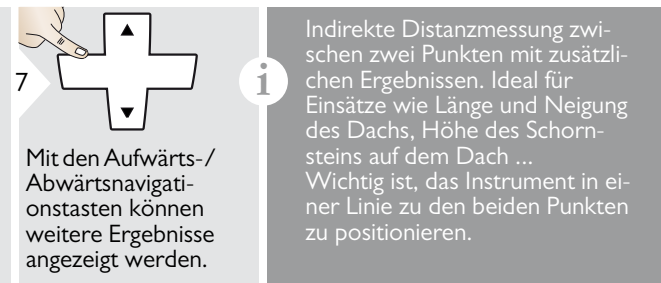 7
Mit den Aufwärts-/
Abwärtsnavigati-
onstasten können
weitere Ergebnisse
angezeigt werden.
i
Indirekte Distanzmessung zwi-
schen zwei Punkten mit zusätzli-
chen Ergebnissen. Ideal für
Einsätze wie Länge und Neigung
des Dachs, Höhe des Schorn-
steins auf dem Dach ...
Wichtig ist, das Instrument in ei-
ner Linie zu den beiden Punkten
zu positionieren.